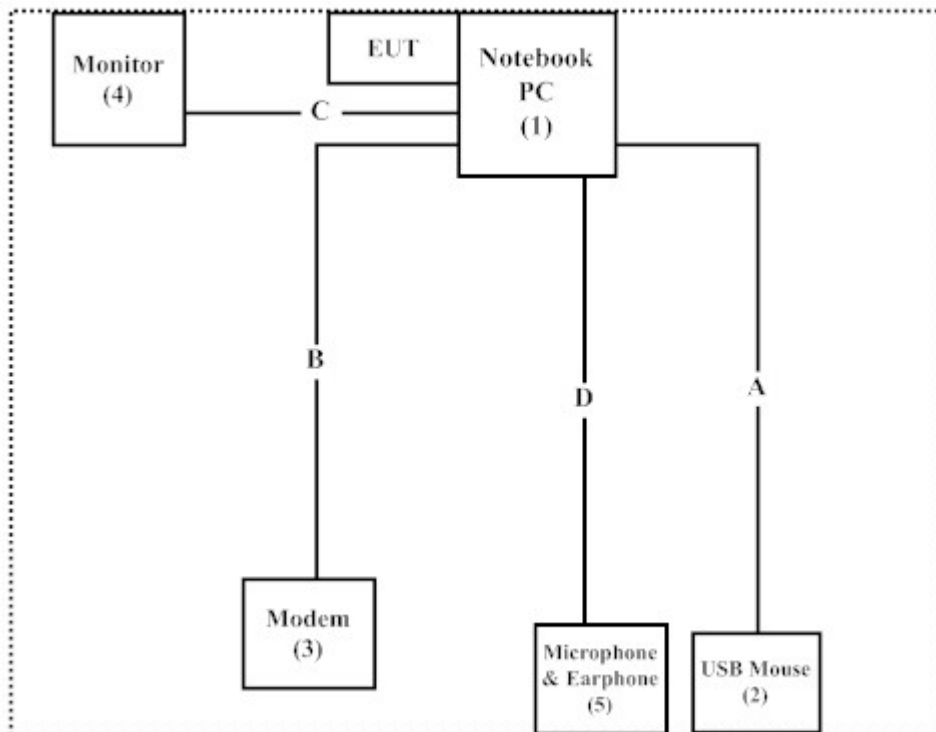 Monitor
(4)
EUT
Notebook
PC
(1)
C
B
D
A
Modem
(3)
Microphone
& Earphone
(5)
USB Mouse
(2)